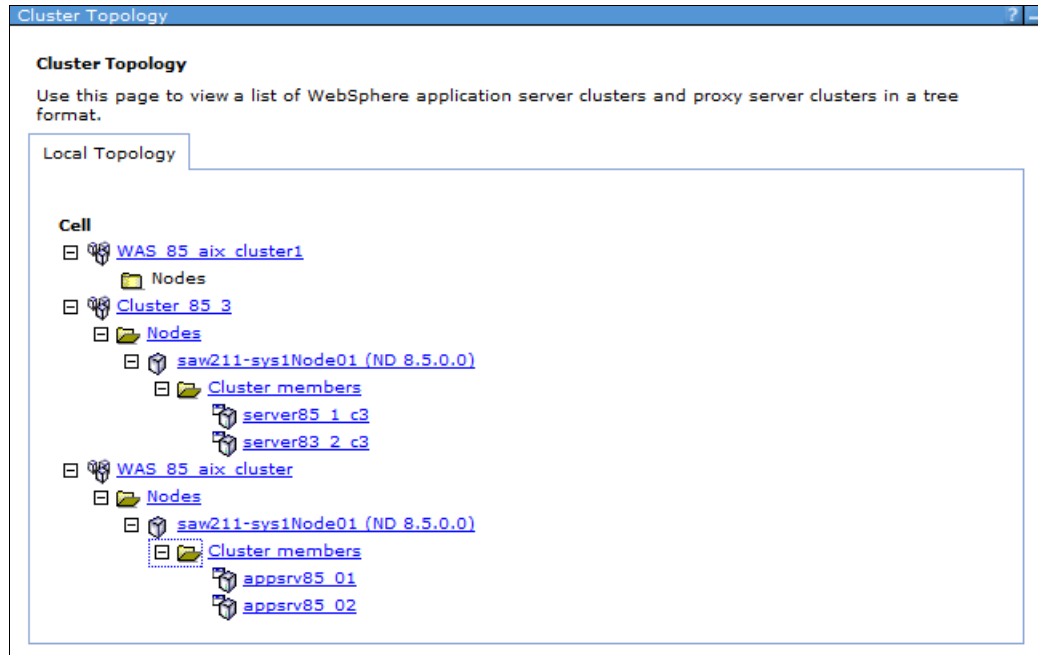 Cluster Topology
?
Cluster Topology
Use this page to view a list of WebSphere application server clusters and proxy server clusters in a tree
format.
Local Topology
Cell
WAS_85_aix_cluster1
Nodes
Cluster_85_3
Nodes
saw211-sys1Node01 (ND 8.5.0.0)
Cluster members
server85_1_c3
server83_2_c3
WAS_85_aix_cluster
Nodes
saw211-sys1Node01 (ND 8.5.0.0)
Cluster members
appsrv85_01
appsrv85_02